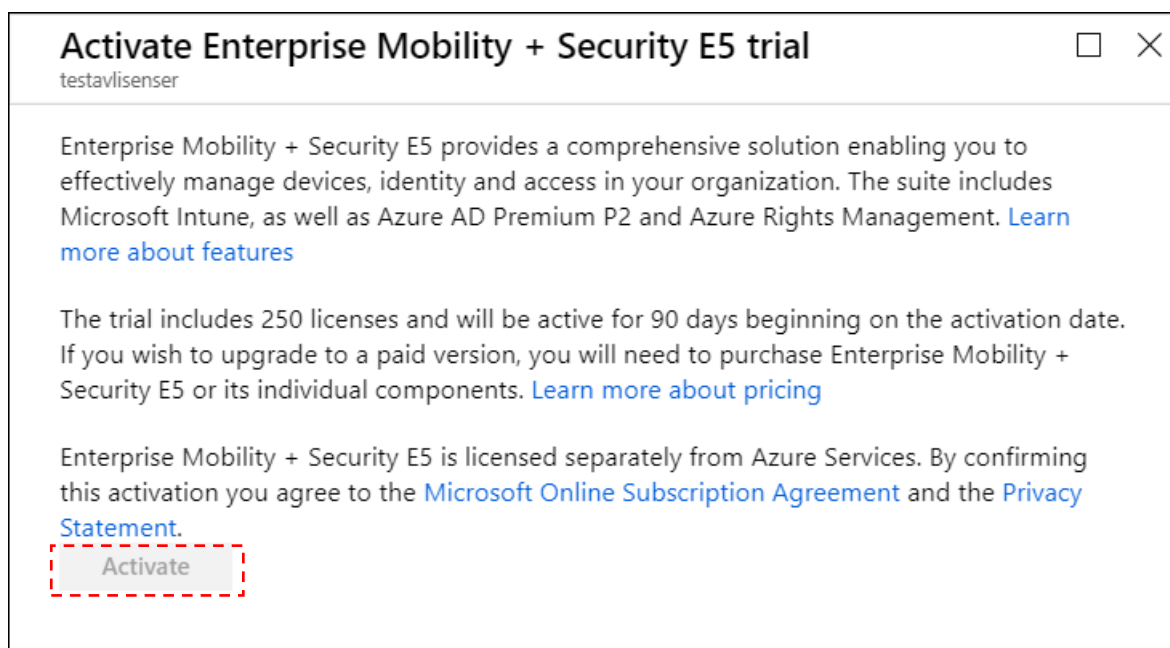 Activate Enterprise Mobility + Security E5 trial
testavlisenser
Enterprise Mobility + Security E5 provides a comprehensive solution enabling you to
effectively manage devices, identity and access in your organization. The suite includes
Microsoft Intune, as well as Azure AD Premium P2 and Azure Rights Management. Learn
more about features
The trial includes 250 licenses and will be active for 90 days beginning on the activation date.
If you wish to upgrade to a paid version, you will need to purchase Enterprise Mobility +
Security E5 or its individual components. Learn more about pricing
Enterprise Mobility + Security E5 is licensed separately from Azure Services. By confirming
this activation you agree to the Microsoft Online Subscription Agreement and the Privacy
Statement.
Activate